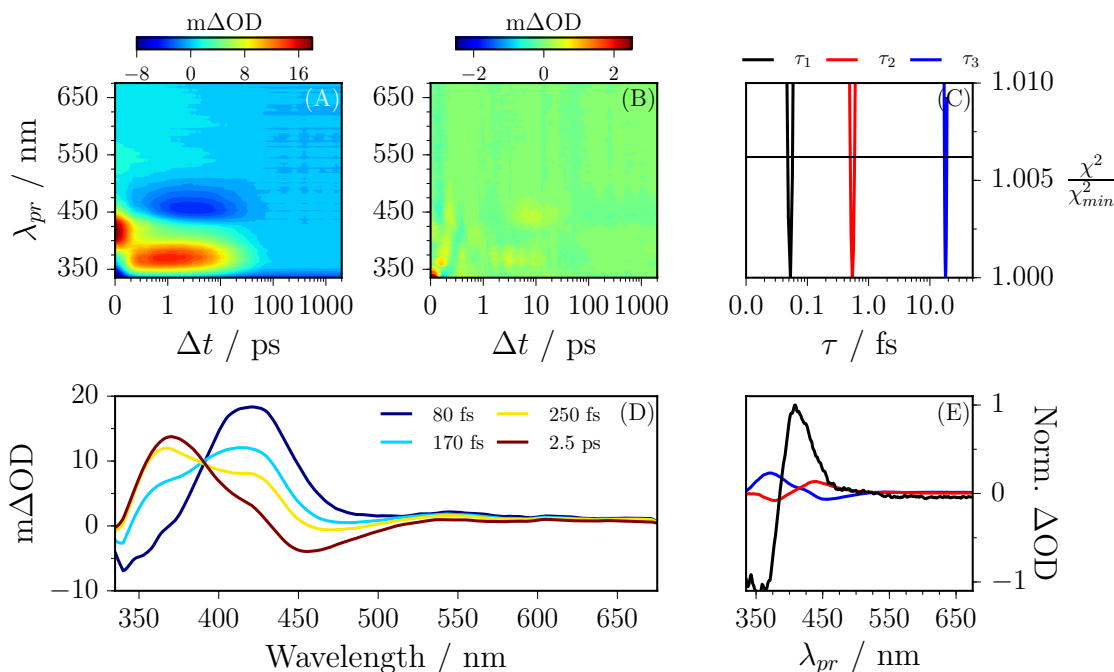 mΔOD
−8 0 8 16
(A)
650
550
450
350
λpr / nm
0 1 10 100 1000
Δt / ps
mΔOD
−2 0 2
(B)
650
550
450
350
0 1 10 100 1000
Δt / ps
τ1 τ2 τ3
(C)
1.010
1.005
1.000
χ²/χ²min
0.0 0.1 1.0 10.0
τ / fs
20
10
0
−10
mΔOD
80 fs 250 fs (D)
170 fs 2.5 ps
350 400 450 500 550 600 650
Wavelength / nm
(E)
1
0
−1
Norm. ΔOD
350 450 550 650
λpr / nm